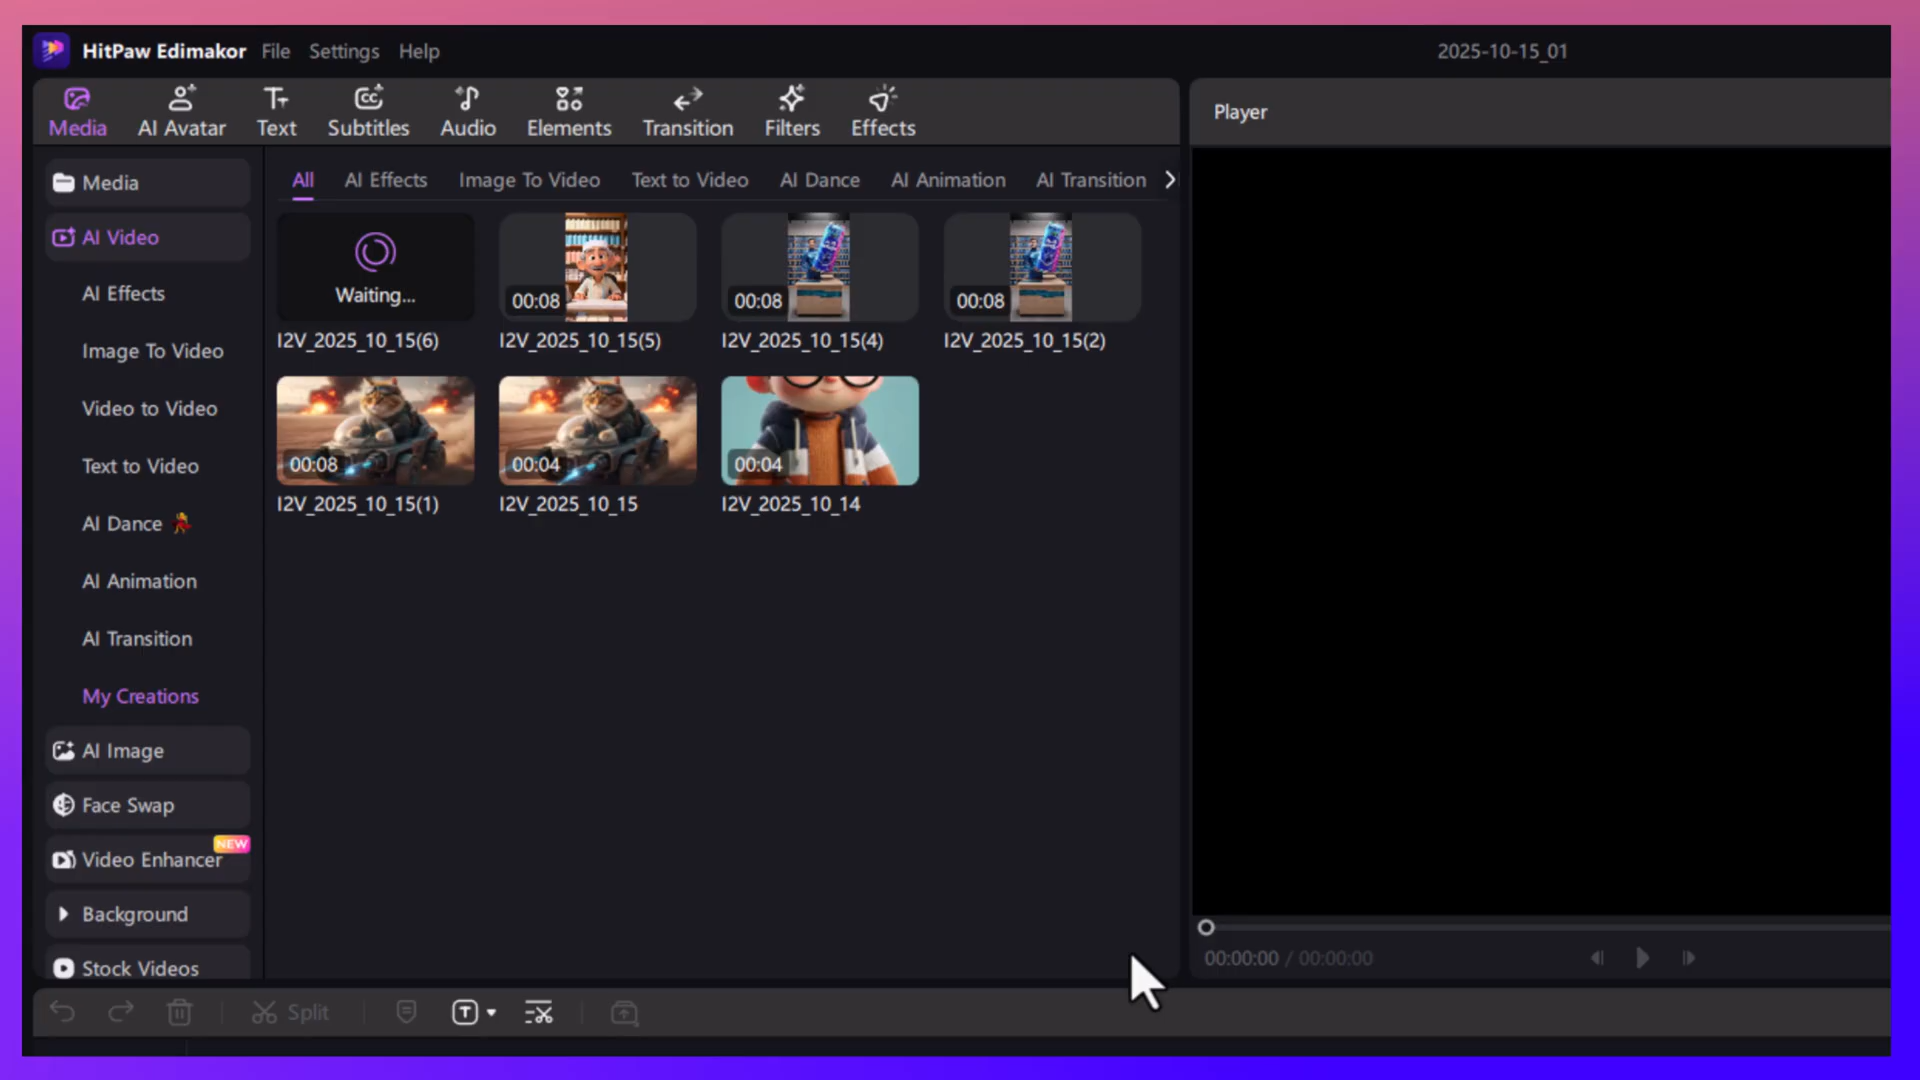 HitPaw Edimakor File Settings Help
2025-10-15_01
Media AI Avatar Text Subtitles Audio Elements Transition Filters Effects
Player
Media
AI Video
AI Effects
Image To Video
Video to Video
Text to Video
AI Dance
AI Animation
AI Transition
My Creations
AI Image
Face Swap
NEW
Video Enhancer
Background
Stock Videos
All AI Effects Image To Video Text to Video AI Dance AI Animation AI Transition
Waiting...
00:08
00:08
00:08
I2V_2025_10_15(6) I2V_2025_10_15(5) I2V_2025_10_15(4) I2V_2025_10_15(2)
00:08
00:04
00:04
I2V_2025_10_15(1) I2V_2025_10_15 I2V_2025_10_14
00:00:00 / 00:00:00
Split